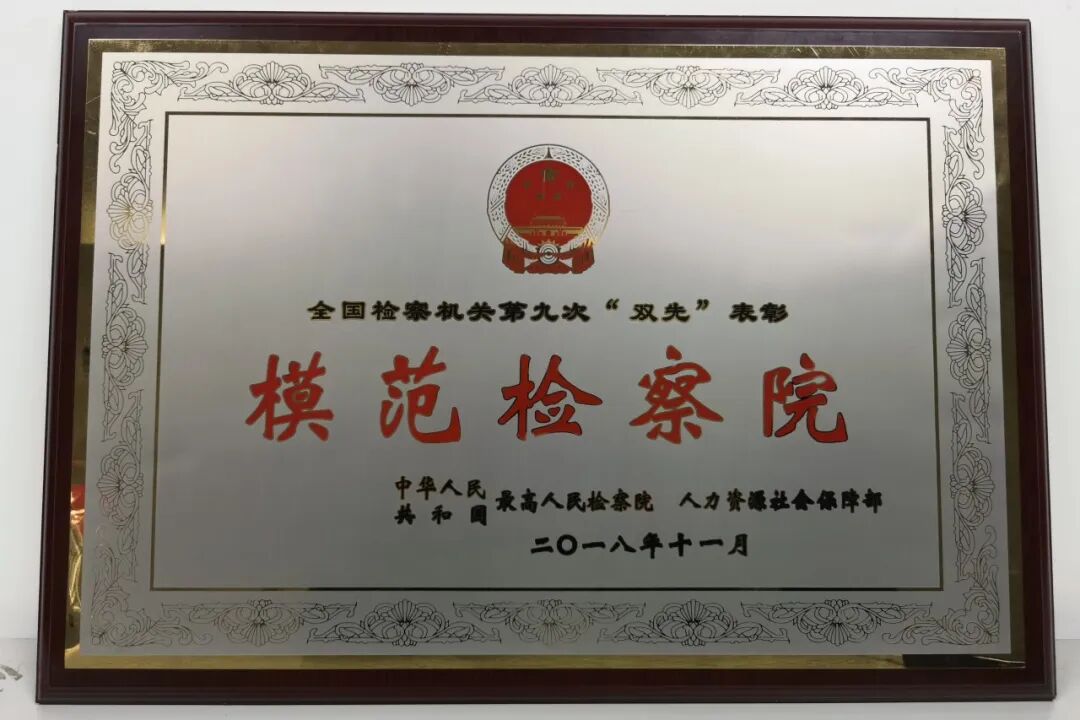 全国检察机关第九次“双先”表彰
模范检察院
中华人民共和国 最高人民检察院 人力资源社会保障部
二〇一八年十一月